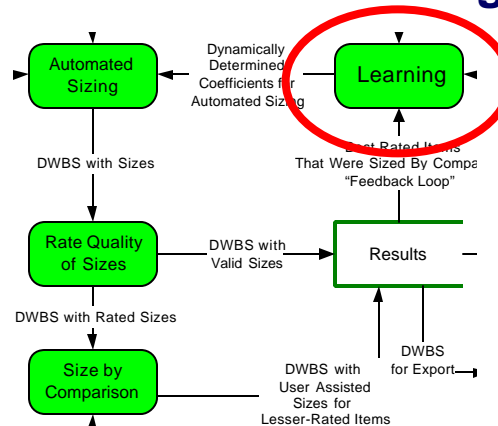 Dynamically
Determined
Coefficients for
Automated Sizing
Automated
Sizing
Learning
DWBS with Sizes
Best Rated Items
That Were Sized By Compa
“Feedback Loop”
Rate Quality
of Sizes
DWBS with
Valid Sizes
Results
DWBS with Rated Sizes
Size by
Comparison
DWBS with
User Assisted
Sizes for
Lesser-Rated Items
DWBS
for Export